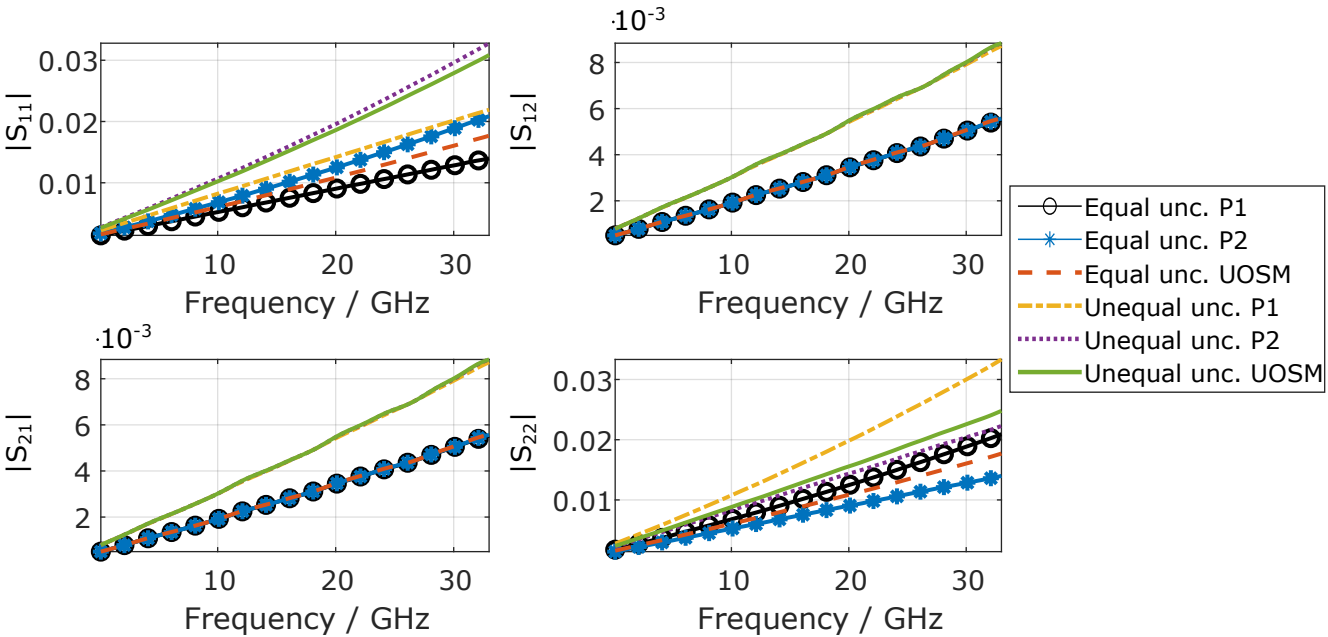 ·10⁻³
0.03
0.02
0.01
|S₁₁|
10 20 30
Frequency / GHz
8
6
4
2
|S₁₂|
10 20 30
Frequency / GHz
·10⁻³
8
6
4
2
|S₂₁|
10 20 30
Frequency / GHz
0.03
0.02
0.01
|S₂₂|
10 20 30
Frequency / GHz
Equal unc. P1
Equal unc. P2
Equal unc. UOSM
Unequal unc. P1
Unequal unc. P2
Unequal unc. UOSM